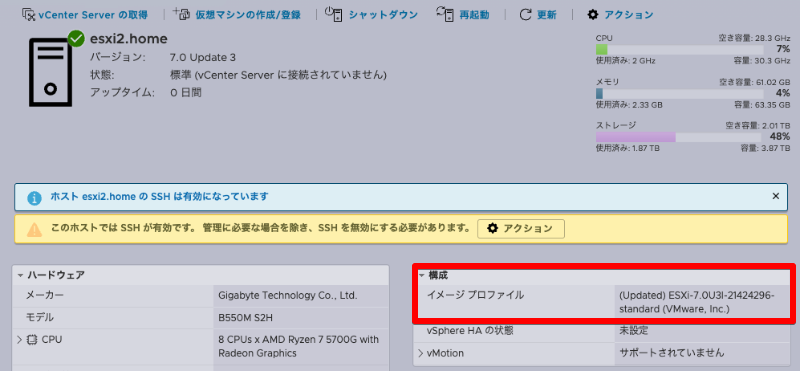 vCenter Server の取得 仮想マシンの作成/登録 シャットダウン 再起動 更新 アクション
esxi2.home
バージョン: 7.0 Update 3
状態: 標準 (vCenter Server に接続されていません)
アップタイム: 0 日間
CPU 空き容量: 28.3 GHz
7%
使用済み: 2 GHz 容量: 30.3 GHz
メモリ 空き容量: 61.02 GB
4%
使用済み: 2.33 GB 容量: 63.35 GB
ストレージ 空き容量: 2.01 TB
48%
使用済み: 1.87 TB 容量: 3.87 TB
ホスト esxi2.home の SSH は有効になっています
このホストでは SSH が有効です。 管理に必要な場合を除き、SSH を無効にする必要があります。 アクション
ハードウェア
メーカー Gigabyte Technology Co., Ltd.
モデル B550M S2H
CPU 8 CPUs x AMD Ryzen 7 5700G with
Radeon Graphics
構成
イメージ プロファイル (Updated) ESXi-7.0U3l-21424296-
standard (VMware, Inc.)
vSphere HA の状態 未設定
vMotion サポートされていません